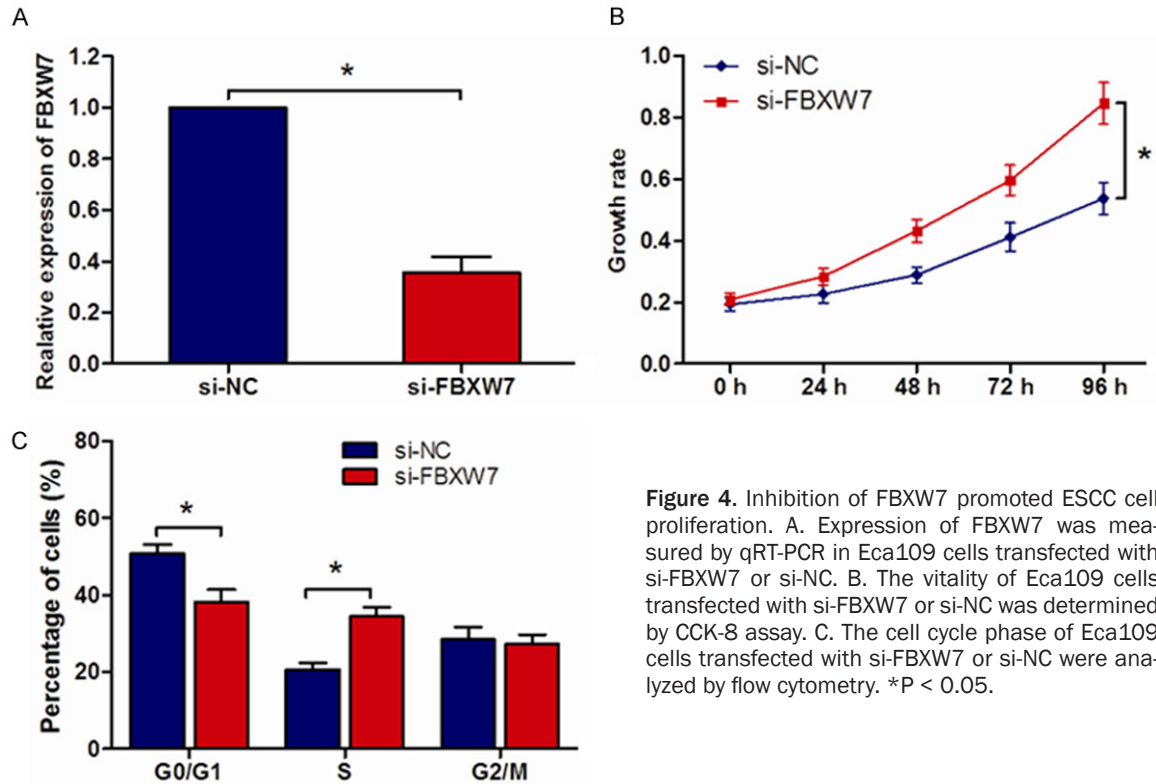 A
Realative expression of FBXW7
1.2
1.0
0.8
0.6
0.4
0.2
0.0
*
si-NC
si-FBXW7
B
Growth rate
1.0
0.8
0.6
0.4
0.2
0.0
si-NC
si-FBXW7
*
0 h
24 h
48 h
72 h
96 h
C
Percentage of cells (%)
80
60
40
20
0
si-NC
si-FBXW7
*
*
G0/G1
S
G2/M
Figure 4. Inhibition of FBXW7 promoted ESCC cell
proliferation. A. Expression of FBXW7 was mea-
sured by qRT-PCR in Eca109 cells transfected with
si-FBXW7 or si-NC. B. The vitality of Eca109 cells
transfected with si-FBXW7 or si-NC was determined
by CCK-8 assay. C. The cell cycle phase of Eca109
cells transfected with si-FBXW7 or si-NC were ana-
lyzed by flow cytometry. *P < 0.05.